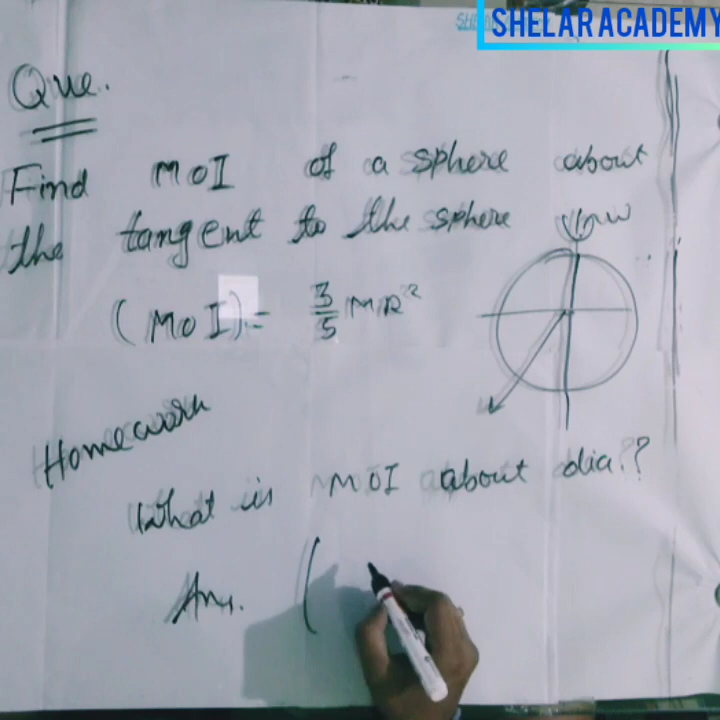 SHELAR ACADEMY
Que.
Find MOI of a sphere about
the tangent to the sphere
(MOI) = 3/5 MR²
Homework
What is MOI about dia.??
Ans. (